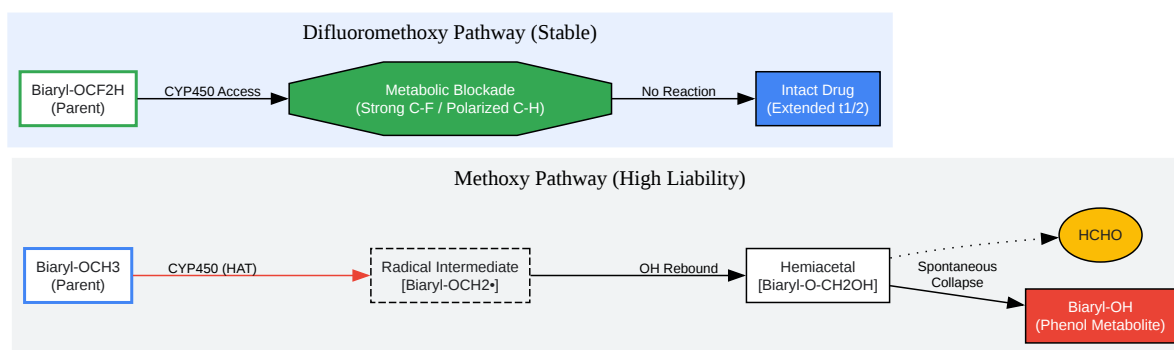 Difluoromethoxy Pathway (Stable)
Biaryl-OCF2H
(Parent)
CYP450 Access
Metabolic Blockade
(Strong C-F / Polarized C-H)
No Reaction
Intact Drug
(Extended t1/2)
Methoxy Pathway (High Liability)
Biaryl-OCH3
(Parent)
CYP450 (HAT)
Radical Intermediate
[Biaryl-OCH2•]
OH Rebound
Hemiacetal
[Biaryl-O-CH2OH]
HCHO
Spontaneous
Collapse
Biaryl-OH
(Phenol Metabolite)